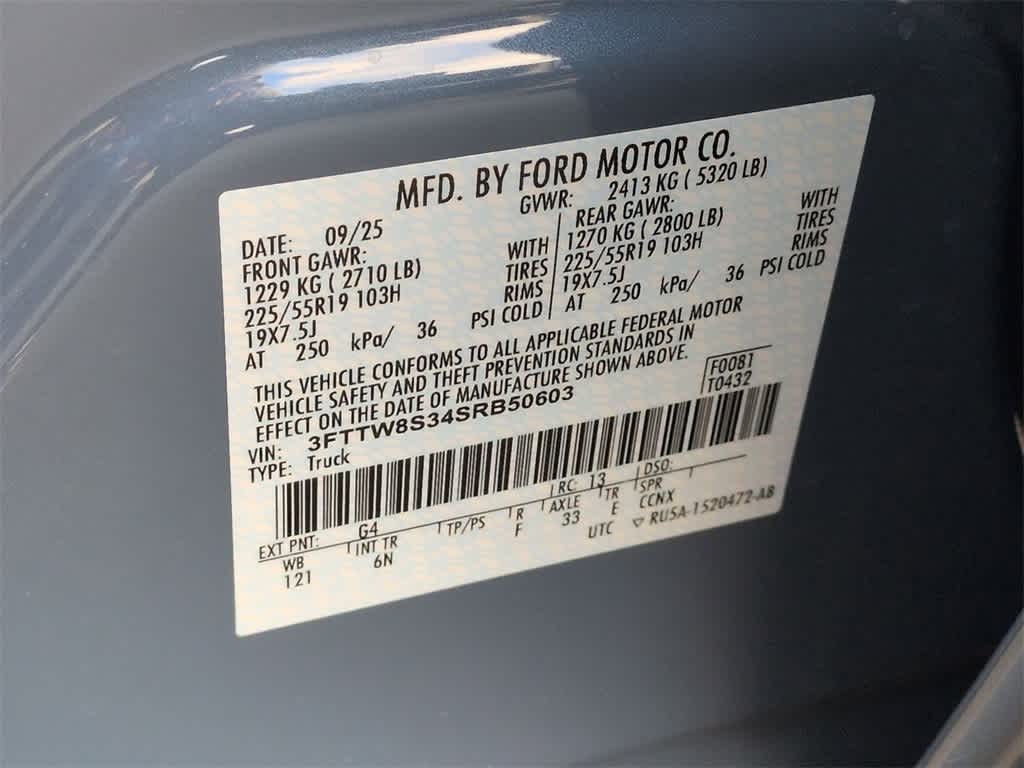 MFD. BY FORD MOTOR CO.
DATE: 09/25 GVWR: 2413 KG ( 5320 LB)
FRONT GAWR: WITH REAR GAWR: WITH
1229 KG ( 2710 LB) TIRES 1270 KG ( 2800 LB) TIRES
225/55R19 103H RIMS 225/55R19 103H RIMS
19X7.5J 19X7.5J
AT 250 kPa/ 36 PSI COLD AT 250 kPa/ 36 PSI COLD
THIS VEHICLE CONFORMS TO ALL APPLICABLE FEDERAL MOTOR
VEHICLE SAFETY AND THEFT PREVENTION STANDARDS IN
EFFECT ON THE DATE OF MANUFACTURE SHOWN ABOVE.
VIN: 3FTTW8S34SRB50603 F0081
TYPE: Truck T0432
EXT PNT: G4 RC: 13 DSO:
WB INT TR TP/PS R AXLE TR SPR
121 6N F 33 E CCNX
UTC ▽ RU5A-1520472-AB